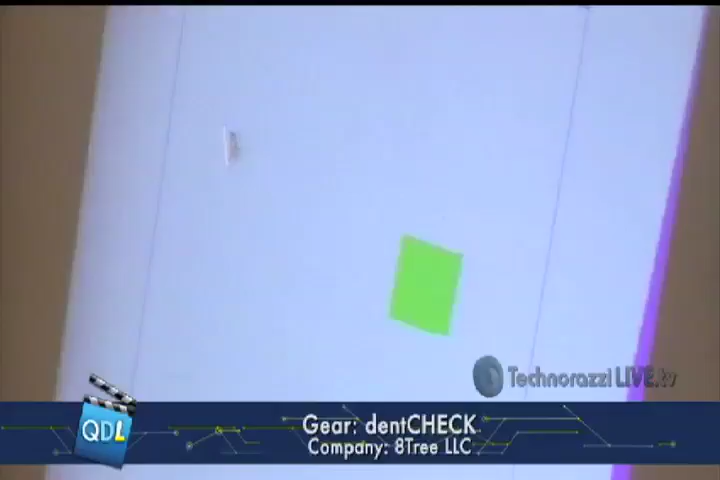 Technorazzi LIVE.tv
QDL
Gear: dentCHECK
Company: 8Tree LLC